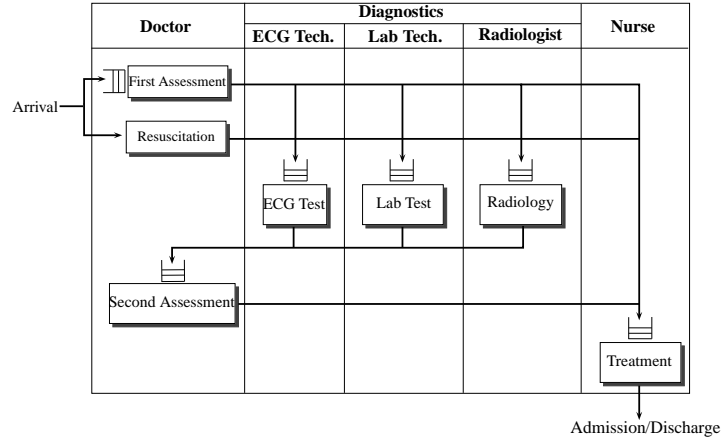 Diagnostics
Doctor
Nurse
ECG Tech.
Lab Tech.
Radiologist
First Assessment
Arrival
Resuscitation
ECG Test
Lab Test
Radiology
Second Assessment
Treatment
Admission/Discharge